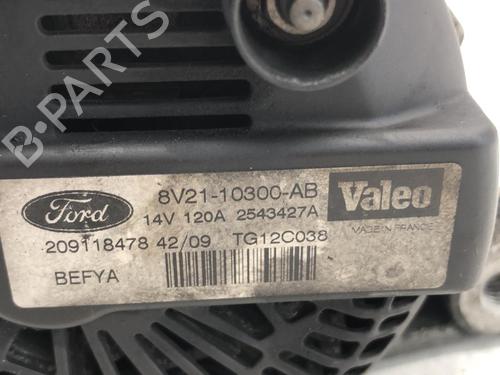 B-PARTS
Ford
8V21-10300-AB
Valeo
14V 120A 2543427A
MADE IN FRANCE
209118478 42/09 TG12C038
BEFYA